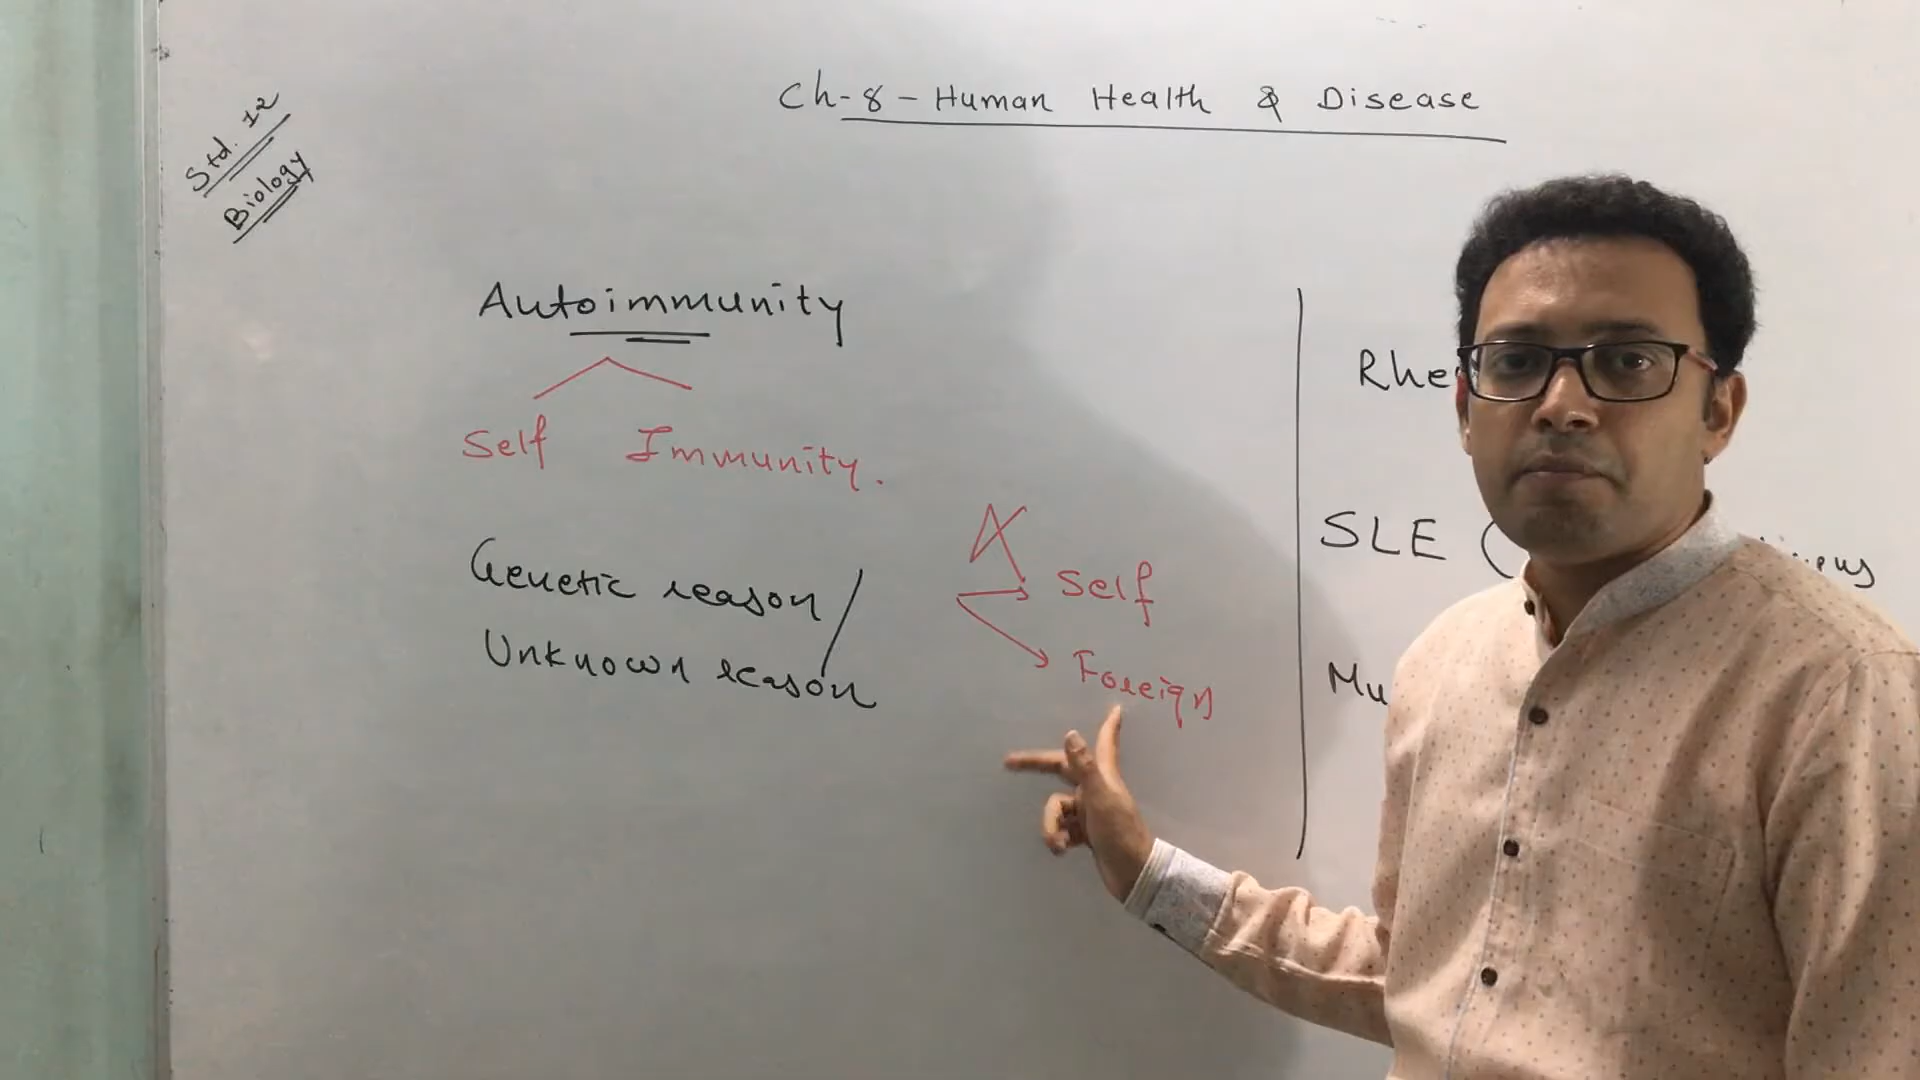 Ch-8 - Human Health & Disease
Std. 12
Biology
Autoimmunity
Self Immunity.
Genetic reason /
Unknown reason
Self
Foreign
SLE (